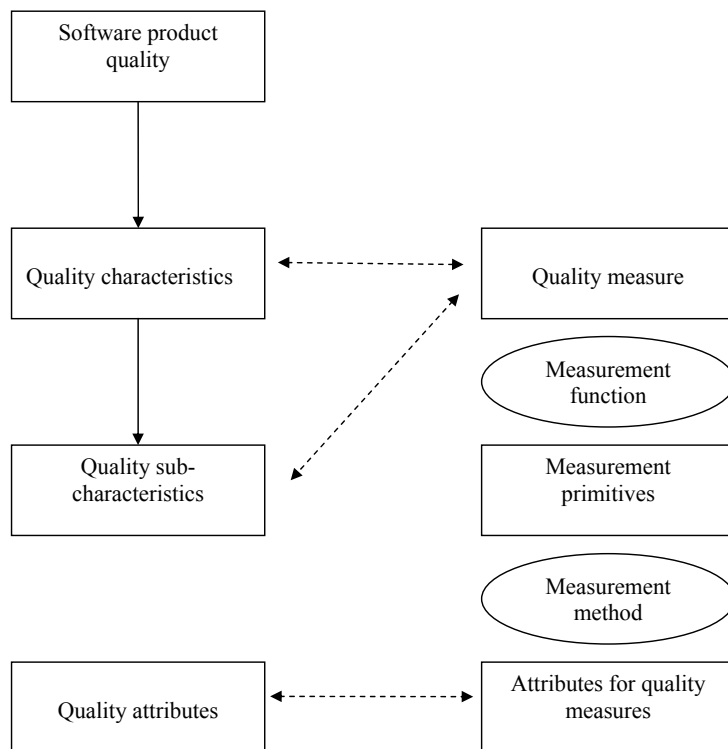 Software product
quality
Quality characteristics
Quality measure
Measurement
function
Quality sub-
characteristics
Measurement
primitives
Measurement
method
Quality attributes
Attributes for quality
measures